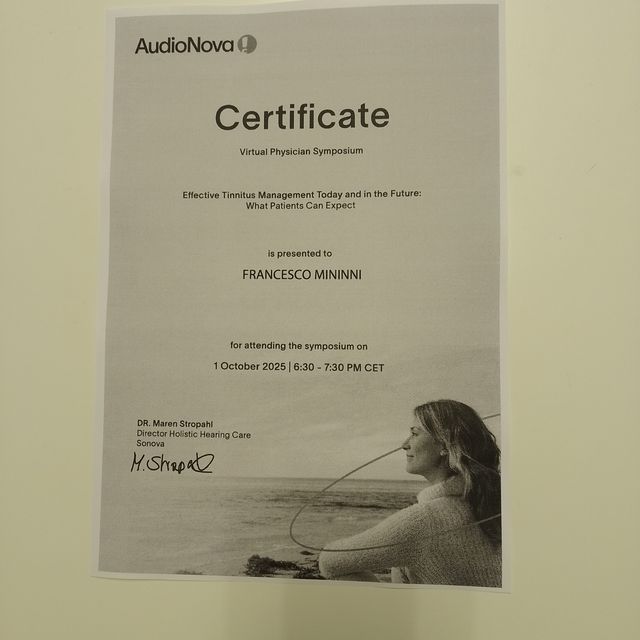 AudioNova
Certificate
Virtual Physician Symposium
Effective Tinnitus Management Today and in the Future:
What Patients Can Expect
is presented to
FRANCESCO MININNI
for attending the symposium on
1 October 2025 | 6:30 - 7:30 PM CET
DR. Maren Stropahl
Director Holistic Hearing Care
Sonova
M. Stropahl